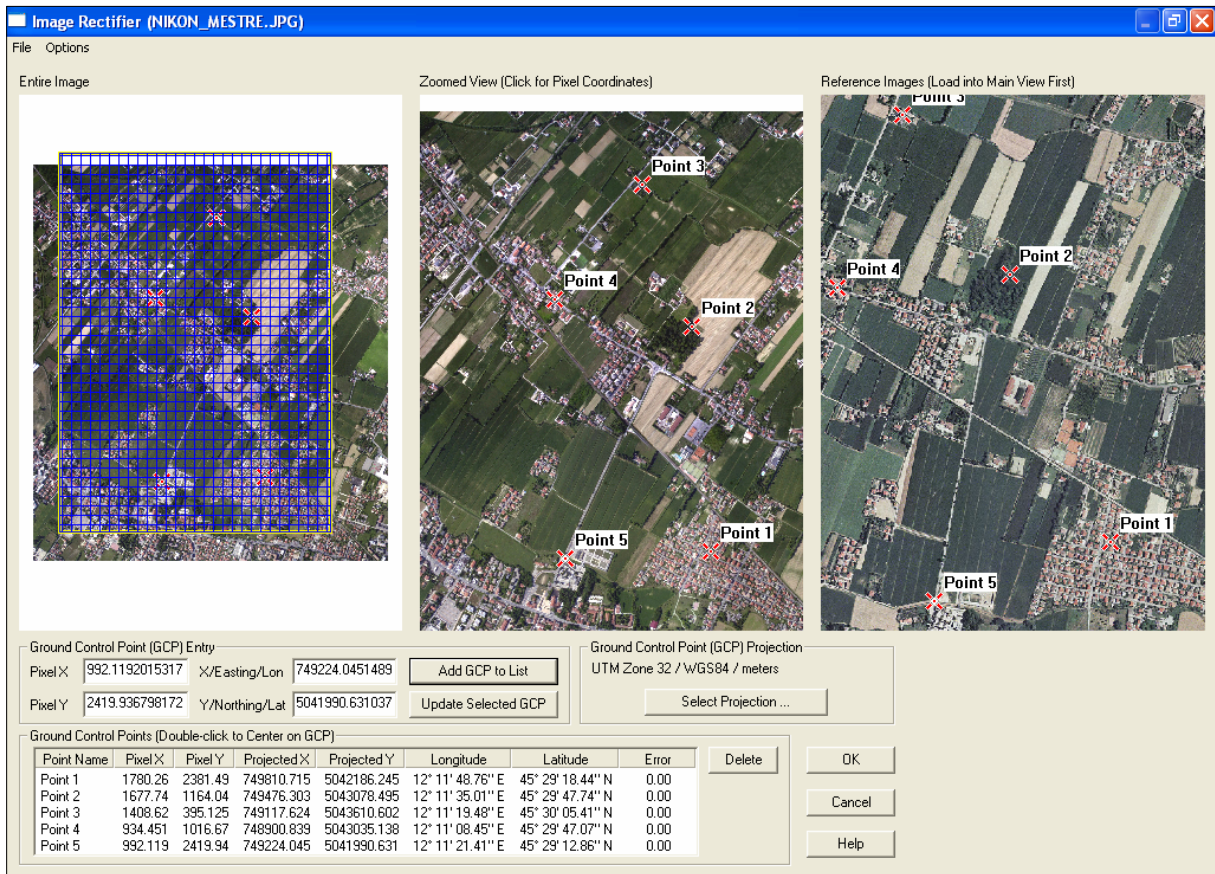 Image Rectifier (NIKON_MESTRE.JPG)
File Options
Entire Image
Zoomed View (Click for Pixel Coordinates)
Reference Images (Load into Main View First)
Point 3
Point 4
Point 2
Point 1
Point 5
Point 3
Point 2
Point 4
Point 1
Point 5
Ground Control Point (GCP) Entry
Pixel X 992.1192015317 X/Easting/Lon 749224.0451489 Add GCP to List
Pixel Y 2419.936798172 Y/Northing/Lat 5041990.631037 Update Selected GCP
Ground Control Point (GCP) Projection
UTM Zone 32 / WGS84 / meters
Select Projection ...
Ground Control Points (Double-click to Center on GCP)
Point Name Pixel X Pixel Y Projected X Projected Y Longitude Latitude Error
Point 1 1780.26 2381.49 749810.715 5042186.245 12° 11' 48.76" E 45° 29' 18.44" N 0.00
Point 2 1677.74 1164.04 749476.303 5043078.495 12° 11' 35.01" E 45° 29' 47.74" N 0.00
Point 3 1408.62 395.125 749117.624 5043610.602 12° 11' 19.48" E 45° 30' 05.41" N 0.00
Point 4 934.451 1016.67 748900.839 5043035.138 12° 11' 08.45" E 45° 29' 47.07" N 0.00
Point 5 992.119 2419.94 749224.045 5041990.631 12° 11' 21.41" E 45° 29' 12.86" N 0.00
Delete
OK
Cancel
Help